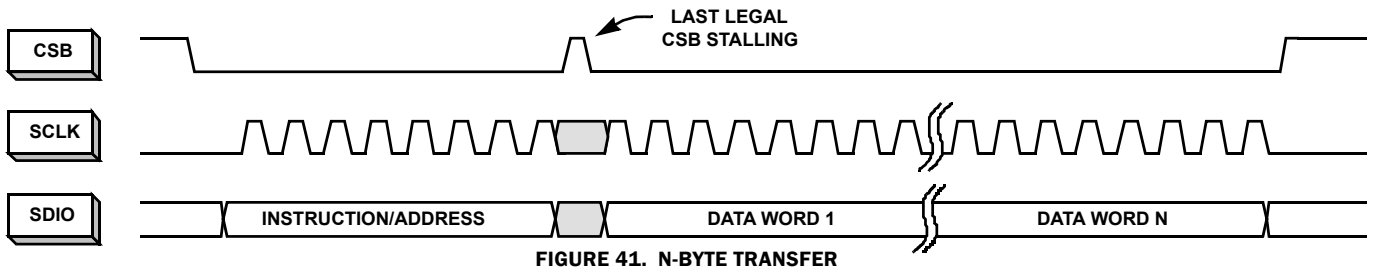 LAST LEGAL
CSB STALLING
CSB
SCLK
SDIO
INSTRUCTION/ADDRESS
DATA WORD 1
DATA WORD N
FIGURE 41. N-BYTE TRANSFER